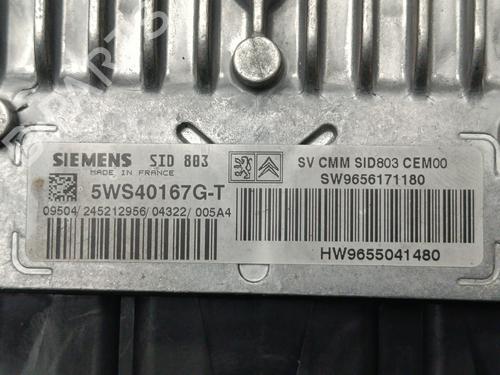 SIEMENS SID 803
MADE IN FRANCE
5WS40167G-T
09504/245212956/04322/005A4
SV CMM SID803 CEM00
SW9656171180
HW9655041480